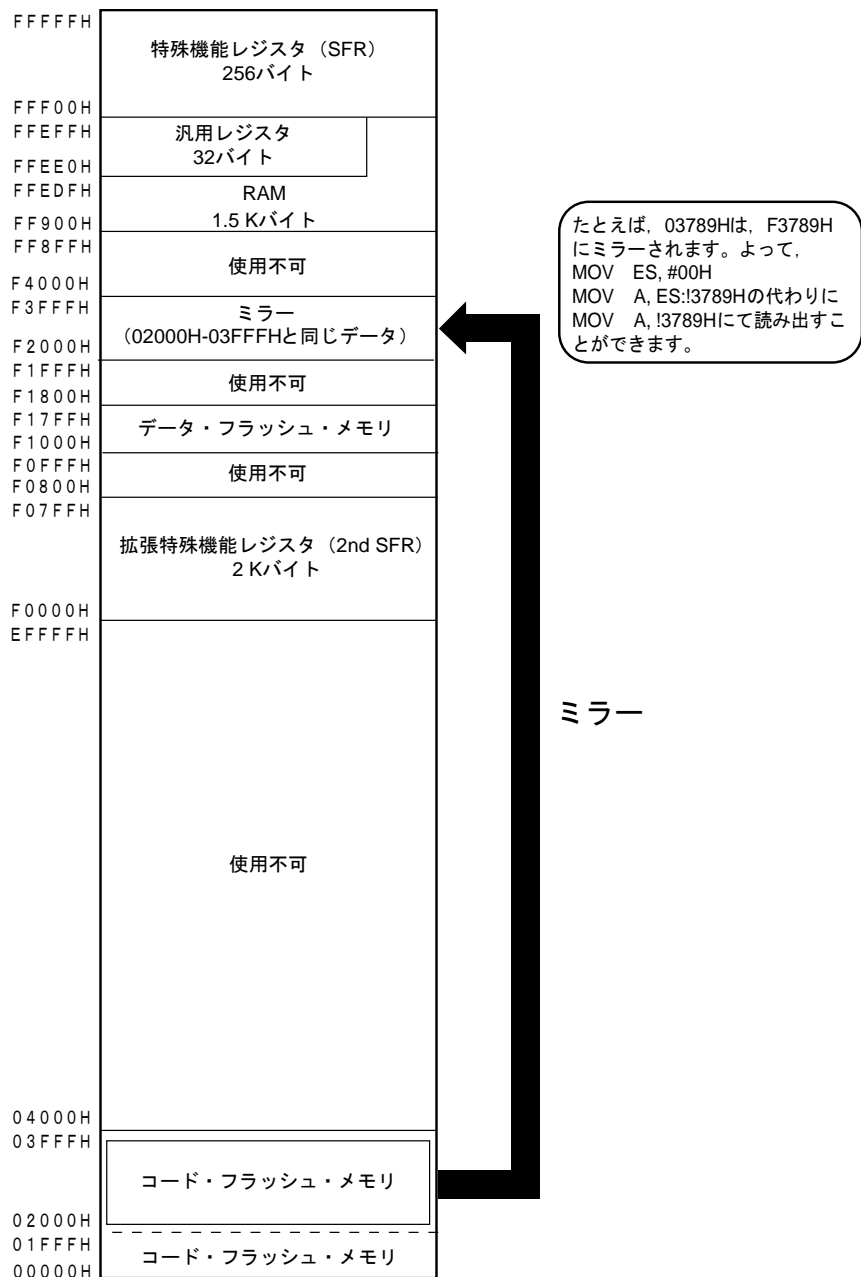 FFFFFH
特殊機能レジスタ（SFR）
256バイト
FFF00H
FFEFFH
汎用レジスタ
32バイト
FFEE0H
FFEDFH
RAM
1.5 Kバイト
FF900H
FF8FFH
使用不可
F4000H
F3FFFH
ミラー
（02000H-03FFFHと同じデータ）
F2000H
F1FFFH
使用不可
F1800H
F17FFH
データ・フラッシュ・メモリ
F1000H
F0FFFH
使用不可
F0800H
F07FFH
拡張特殊機能レジスタ（2nd SFR）
2 Kバイト
F0000H
EFFFFH
使用不可
04000H
03FFFH
コード・フラッシュ・メモリ
02000H
01FFFH
コード・フラッシュ・メモリ
00000H
たとえば，03789Hは，F3789H
にミラーされます。よって，
MOV ES, #00H
MOV A, ES:!3789Hの代わりに
MOV A, !3789Hにて読み出すこ
とができます。
ミラー